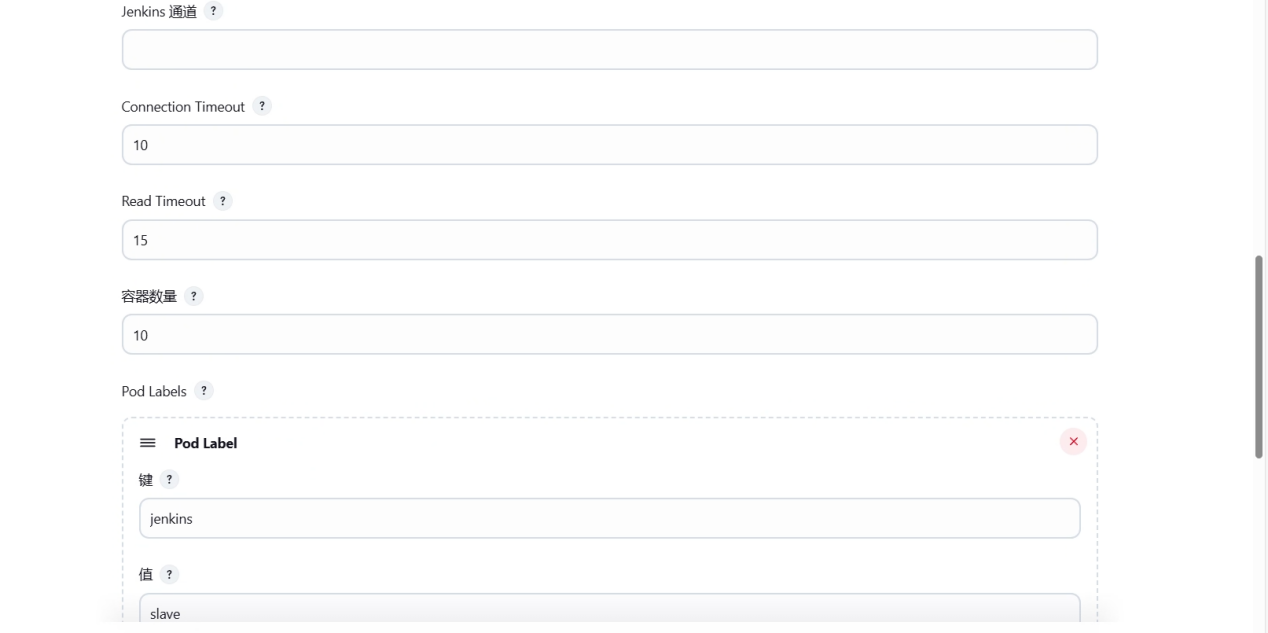 Jenkins 通道 ?
Connection Timeout ?
10
Read Timeout ?
15
容器数量 ?
10
Pod Labels ?
Pod Label
键 ?
jenkins
值 ?
slave